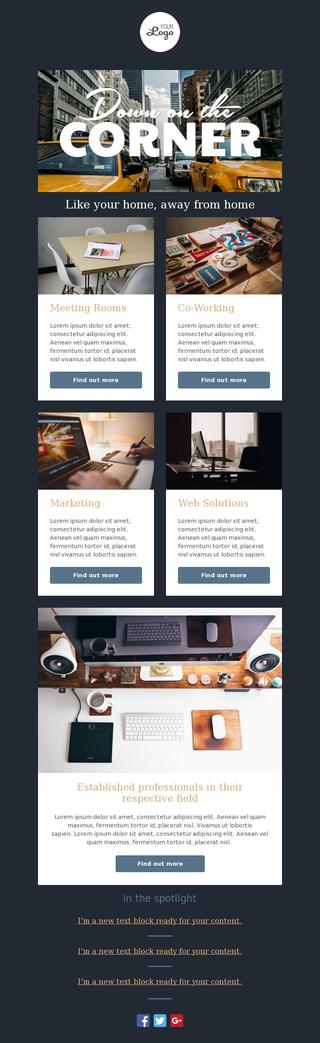 YOUR
Logo
Down on the
CORNER
Like your home, away from home
Meeting Rooms
Lorem ipsum dolor sit amet,
consectetur adipiscing elit.
Aenean vel quam maximus,
fermentum tortor id, placerat
nisl vivamus ut lobortis sapien.
Find out more
Co-Working
Lorem ipsum dolor sit amet,
consectetur adipiscing elit.
Aenean vel quam maximus,
fermentum tortor id, placerat
nisl vivamus ut lobortis sapien.
Find out more
Marketing
Lorem ipsum dolor sit amet,
consectetur adipiscing elit.
Aenean vel quam maximus,
fermentum tortor id, placerat
nisl vivamus ut lobortis sapien.
Find out more
Web Solutions
Lorem ipsum dolor sit amet,
consectetur adipiscing elit.
Aenean vel quam maximus,
fermentum tortor id, placerat
nisl vivamus ut lobortis sapien.
Find out more
Established professionals in their
respective field
Lorem ipsum dolor sit amet, consectetur adipiscing elit. Aenean vel quam
maximus, fermentum tortor id, placerat nisl. Vivamus ut lobortis
sapien. Lorem ipsum dolor sit amet, consectetur adipiscing elit. Aenean vel
quam maximus, fermentum tortor id, placerat nisl.
Find out more
In the spotlight
I'm a new text block ready for your content.
I'm a new text block ready for your content.
I'm a new text block ready for your content.